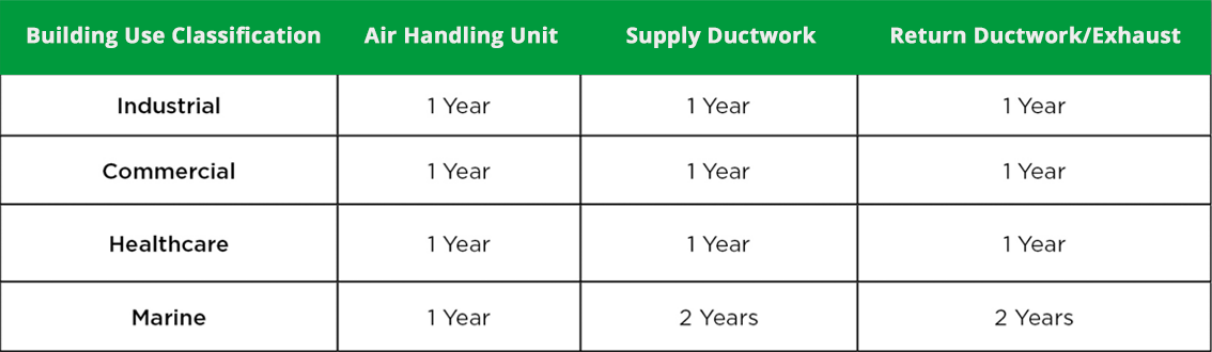 Building Use Classification Air Handling Unit Supply Ductwork Return Ductwork/Exhaust
Industrial 1 Year 1 Year 1 Year
Commercial 1 Year 1 Year 1 Year
Healthcare 1 Year 1 Year 1 Year
Marine 1 Year 2 Years 2 Years